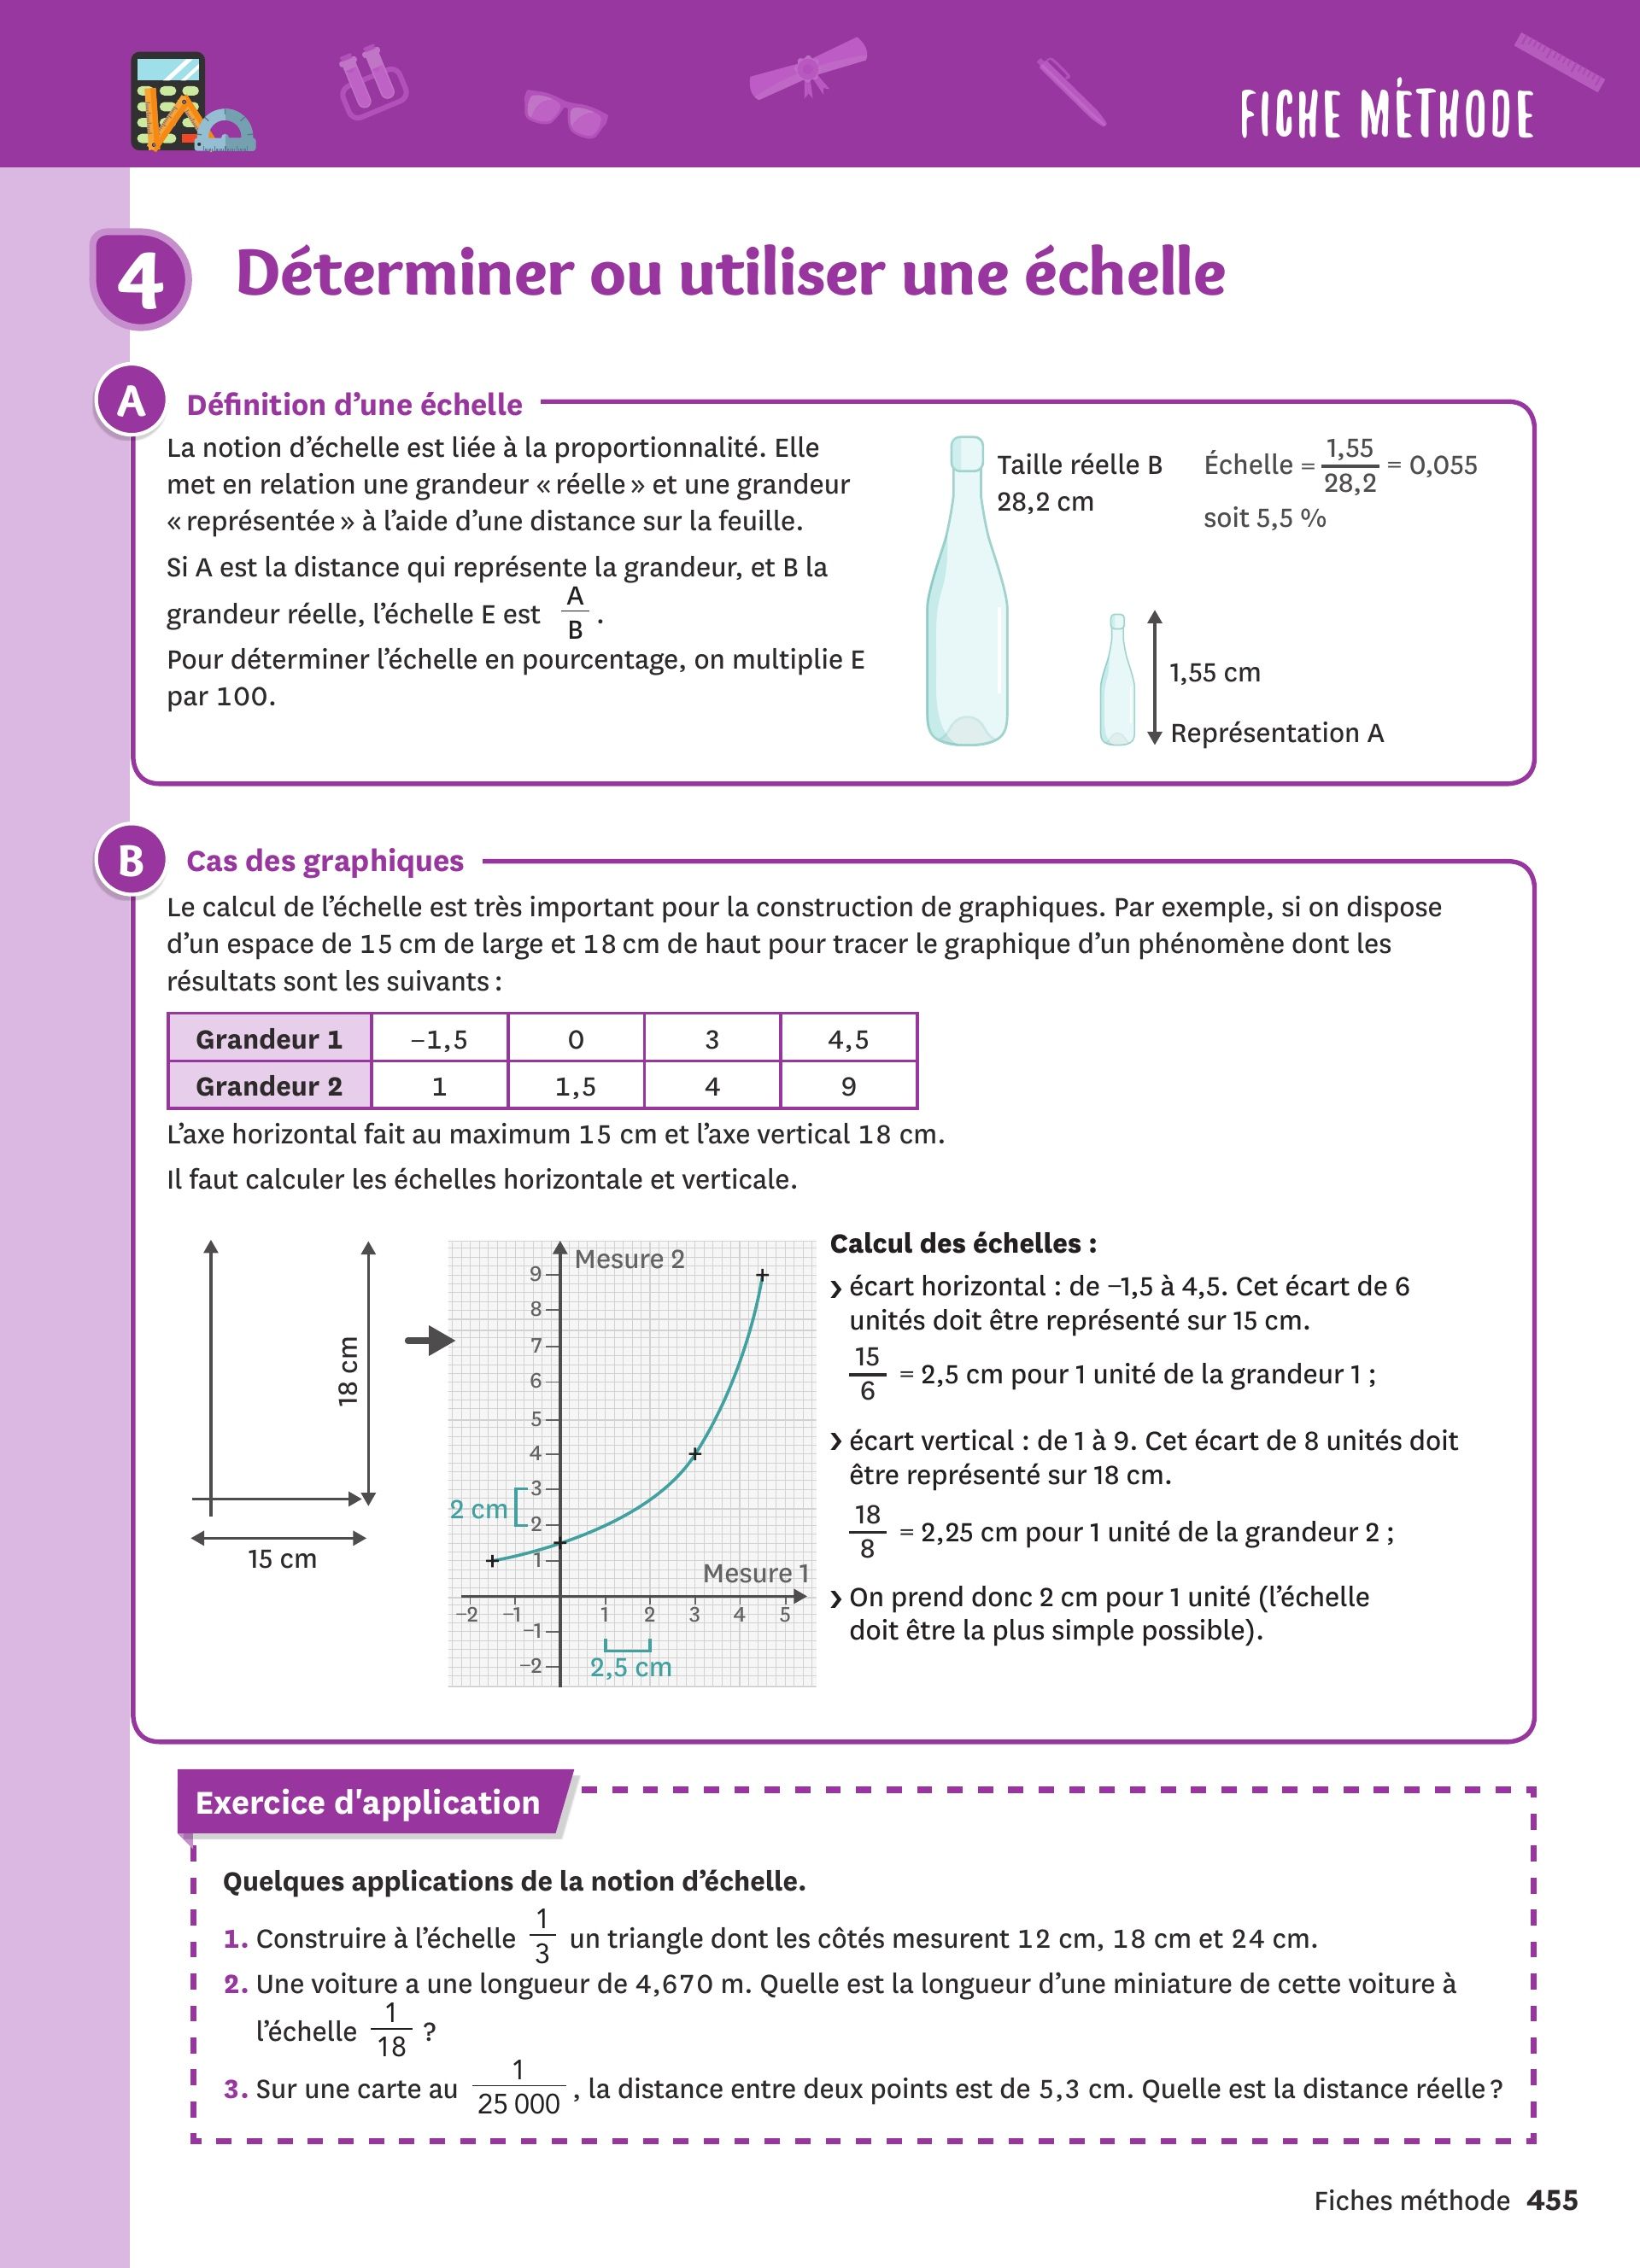 FICHE MÉTHODE
4 Déterminer ou utiliser une échelle
A Définition d’une échelle
La notion d’échelle est liée à la proportionnalité. Elle
met en relation une grandeur « réelle » et une grandeur
« représentée » à l’aide d’une distance sur la feuille.
Si A est la distance qui représente la grandeur, et B la
grandeur réelle, l’échelle E est A/B .
Pour déterminer l’échelle en pourcentage, on multiplie E
par 100.
Taille réelle B
28,2 cm
Échelle = 1,55/28,2 = 0,055
soit 5,5 %
1,55 cm
Représentation A
B Cas des graphiques
Le calcul de l’échelle est très important pour la construction de graphiques. Par exemple, si on dispose
d’un espace de 15 cm de large et 18 cm de haut pour tracer le graphique d’un phénomène dont les
résultats sont les suivants :
Grandeur 1 –1,5 0 3 4,5
Grandeur 2 1 1,5 4 9
L’axe horizontal fait au maximum 15 cm et l’axe vertical 18 cm.
Il faut calculer les échelles horizontale et verticale.
18 cm
15 cm
Mesure 2
9
8
7
6
5
4
3
2 cm
2
1
Mesure 1
–2 –1 1 2 3 4 5
–1
–2
2,5 cm
Calcul des échelles :
› écart horizontal : de –1,5 à 4,5. Cet écart de 6
unités doit être représenté sur 15 cm.
15/6 = 2,5 cm pour 1 unité de la grandeur 1 ;
› écart vertical : de 1 à 9. Cet écart de 8 unités doit
être représenté sur 18 cm.
18/8 = 2,25 cm pour 1 unité de la grandeur 2 ;
› On prend donc 2 cm pour 1 unité (l’échelle
doit être la plus simple possible).
Exercice d'application
Quelques applications de la notion d’échelle.
1. Construire à l’échelle 1/3 un triangle dont les côtés mesurent 12 cm, 18 cm et 24 cm.
2. Une voiture a une longueur de 4,670 m. Quelle est la longueur d’une miniature de cette voiture à
l’échelle 1/18 ?
3. Sur une carte au 1/25 000 , la distance entre deux points est de 5,3 cm. Quelle est la distance réelle ?
Fiches méthode 455